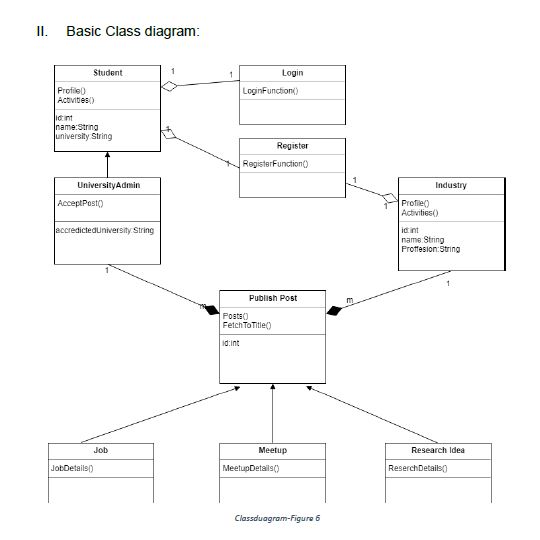 II. Basic Class diagram:
Student
Profile()
Activities()
id:int
name:String
university:String
1
1
Login
LoginFunction()
1
1
Register
RegisterFunction()
UniversityAdmin
AcceptPost()
accredictedUniversity:String
1
1
Industry
Profile()
Activities()
id:int
name:String
Proffesion:String
1
m
Publish Post
Posts()
FetchToTitle()
id:int
m
1
Job
JobDetails()
Meetup
MeetupDetails()
Research Idea
ReserchDetails()
Classduagram-Figure 6